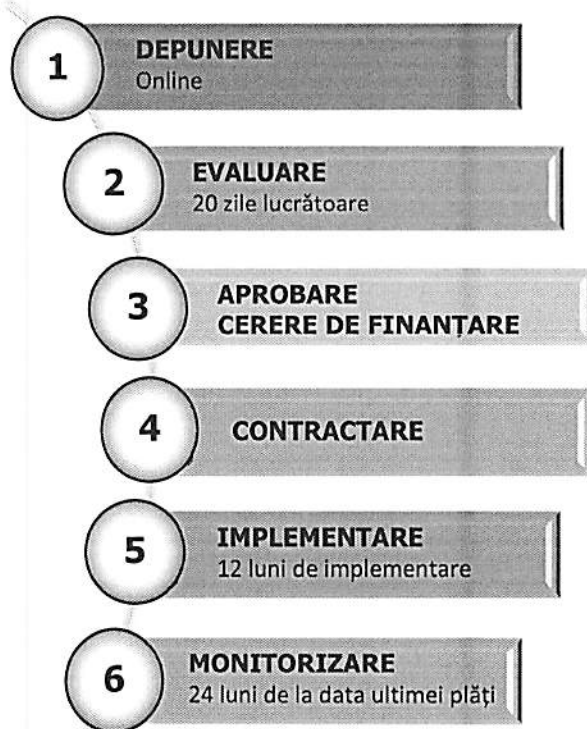 1
DEPUNERE
Online
2
EVALUARE
20 zile lucrătoare
3
APROBARE
CERERE DE FINANȚARE
4
CONTRACTARE
5
IMPLEMENTARE
12 luni de implementare
6
MONITORIZARE
24 luni de la data ultimei plăți